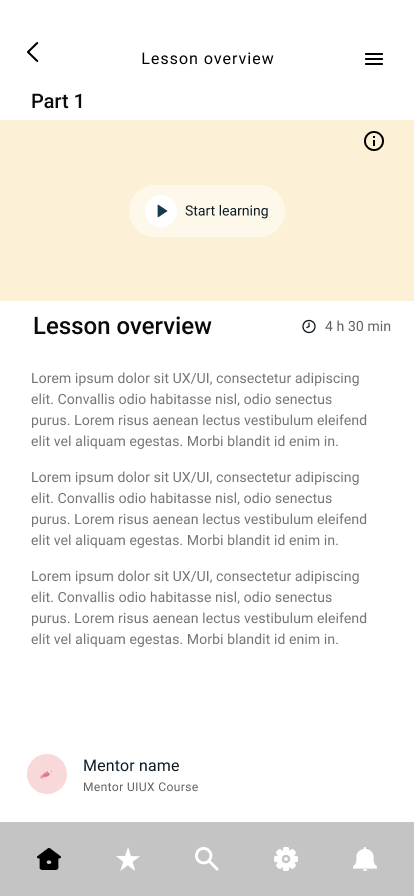 Lesson overview
Part 1
Start learning
Lesson overview
4 h 30 min
Lorem ipsum dolor sit UX/UI, consectetur adipiscing
elit. Convallis odio habitasse nisl, odio senectus
purus. Lorem risus aenean lectus vestibulum eleifend
elit vel aliquam egestas. Morbi blandit id enim in.
Lorem ipsum dolor sit UX/UI, consectetur adipiscing
elit. Convallis odio habitasse nisl, odio senectus
purus. Lorem risus aenean lectus vestibulum eleifend
elit vel aliquam egestas. Morbi blandit id enim in.
Lorem ipsum dolor sit UX/UI, consectetur adipiscing
elit. Convallis odio habitasse nisl, odio senectus
purus. Lorem risus aenean lectus vestibulum eleifend
elit vel aliquam egestas. Morbi blandit id enim in.
Mentor name
Mentor UIUX Course